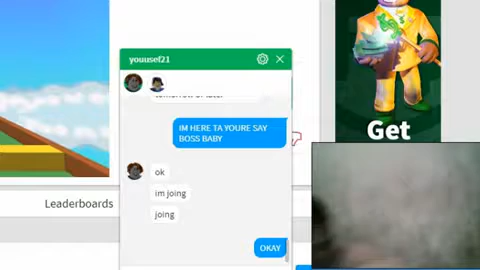 youusef21
IM HERE TA YOURE SAY
BOSS BABY
ok
im joing
joing
OKAY
Leaderboards
Get